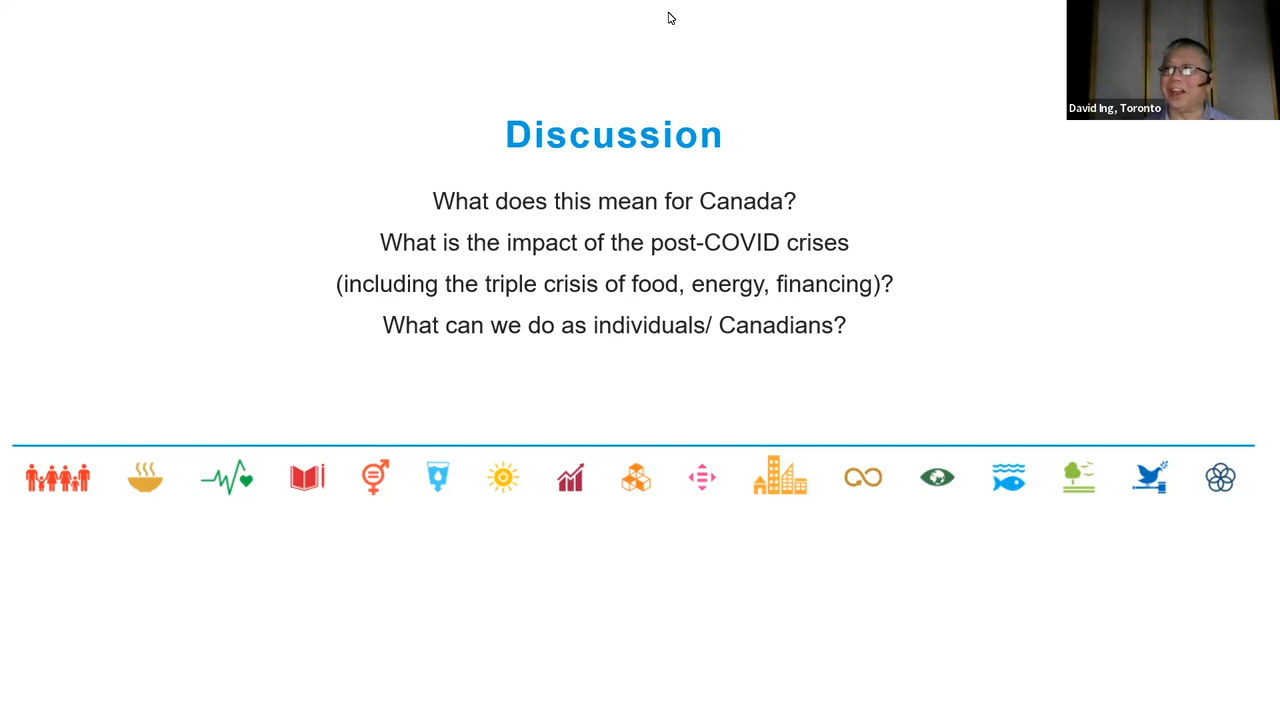 David Ing, Toronto
Discussion
What does this mean for Canada?
What is the impact of the post-COVID crises
(including the triple crisis of food, energy, financing)?
What can we do as individuals/ Canadians?